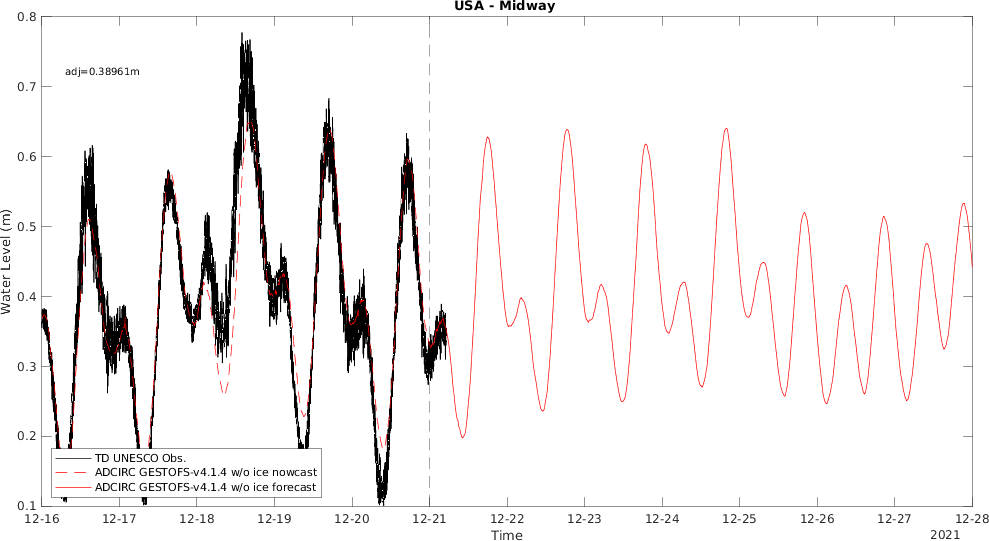 USA - Midway
adj=0.38961m
0.8
0.7
0.6
0.5
0.4
0.3
0.2
0.1
Water Level (m)
TD UNESCO Obs.
ADCIRC GESTOFS-v4.1.4 w/o ice nowcast
ADCIRC GESTOFS-v4.1.4 w/o ice forecast
12-16 12-17 12-18 12-19 12-20 12-21 12-22 12-23 12-24 12-25 12-26 12-27 12-28
Time
2021